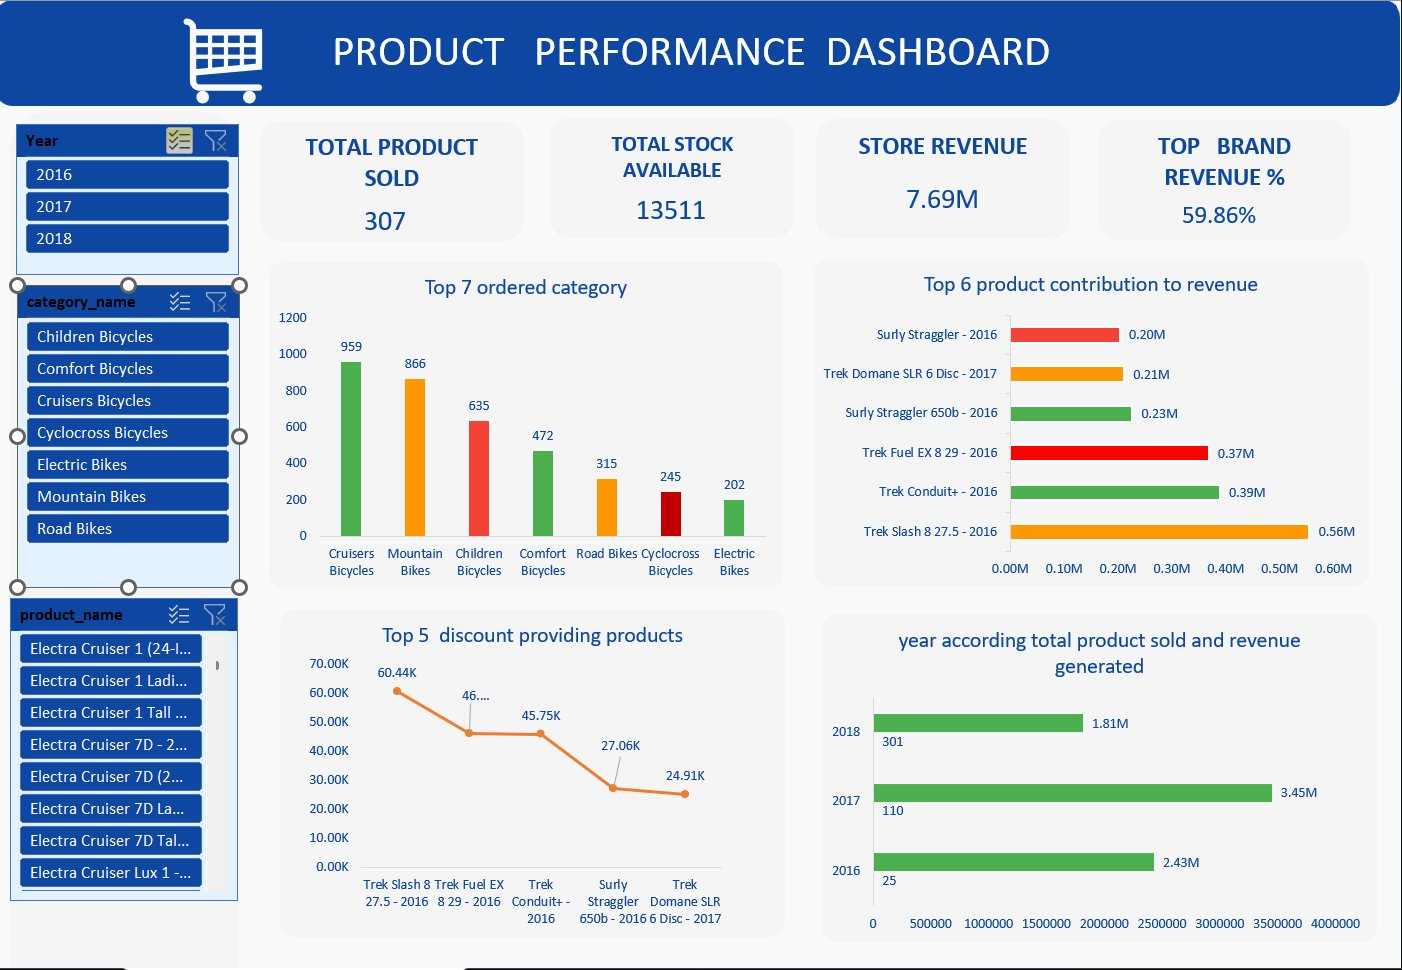 PRODUCT PERFORMANCE DASHBOARD
Year
2016
2017
2018
category_name
Children Bicycles
Comfort Bicycles
Cruisers Bicycles
Cyclocross Bicycles
Electric Bikes
Mountain Bikes
Road Bikes
product_name
Electra Cruiser 1 (24-I...
Electra Cruiser 1 Ladi...
Electra Cruiser 1 Tall ...
Electra Cruiser 7D - 2...
Electra Cruiser 7D (2...
Electra Cruiser 7D La...
Electra Cruiser 7D Tal...
Electra Cruiser Lux 1 -...
TOTAL PRODUCT
SOLD
307
TOTAL STOCK
AVAILABLE
13511
STORE REVENUE
7.69M
TOP BRAND
REVENUE %
59.86%
Top 7 ordered category
1200
1000
800
600
400
200
0
959
866
635
472
315
245
202
Cruisers
Bicycles
Mountain
Bikes
Children
Bicycles
Comfort
Bicycles
Road Bikes
Cyclocross
Bicycles
Electric
Bikes
Top 6 product contribution to revenue
Surly Straggler - 2016
0.20M
Trek Domane SLR 6 Disc - 2017
0.21M
Surly Straggler 650b - 2016
0.23M
Trek Fuel EX 8 29 - 2016
0.37M
Trek Conduit+ - 2016
0.39M
Trek Slash 8 27.5 - 2016
0.56M
0.00M 0.10M 0.20M 0.30M 0.40M 0.50M 0.60M
Top 5 discount providing products
70.00K
60.00K
50.00K
40.00K
30.00K
20.00K
10.00K
0.00K
60.44K
46....
45.75K
27.06K
24.91K
Trek Slash 8
27.5 - 2016
Trek Fuel EX
8 29 - 2016
Trek
Conduit+ -
2016
Surly
Straggler
650b - 2016
Trek
Domane SLR
6 Disc - 2017
year according total product sold and revenue
generated
2018
1.81M
301
2017
3.45M
110
2016
2.43M
25
0 500000 1000000 1500000 2000000 2500000 3000000 3500000 4000000